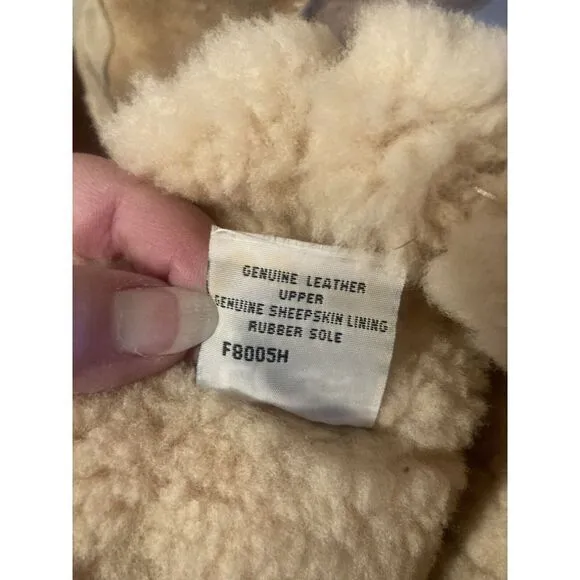 GENUINE LEATHER
UPPER
GENUINE SHEEPSKIN LINING
RUBBER SOLE
F8005H